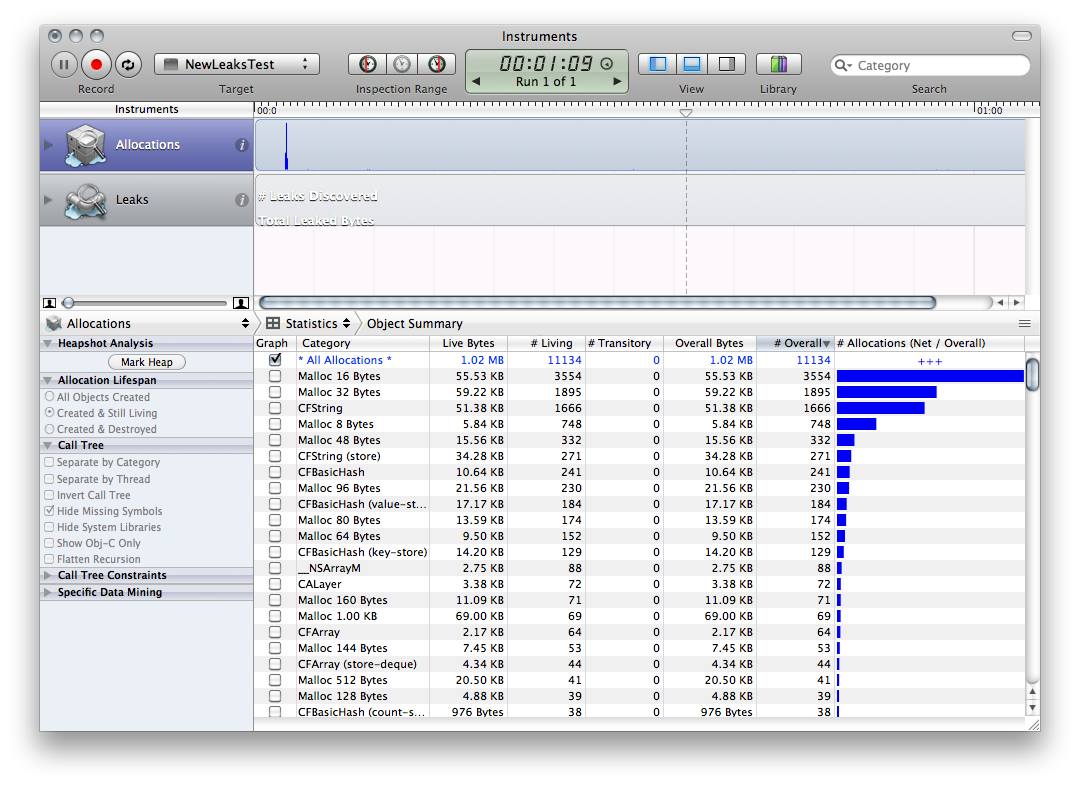 Instruments
NewLeaksTest
00:01:09
Run 1 of 1
Category
Record
Target
Inspection Range
View
Library
Search
Instruments
00:0
01:00
Allocations
Leaks
# Leaks Discovered
Total Leaked Bytes
Allocations
Statistics
Object Summary
Heapshot Analysis
Mark Heap
Allocation Lifespan
All Objects Created
Created & Still Living
Created & Destroyed
Call Tree
Separate by Category
Separate by Thread
Invert Call Tree
Hide Missing Symbols
Hide System Libraries
Show Obj-C Only
Flatten Recursion
Call Tree Constraints
Specific Data Mining
Graph Category Live Bytes # Living # Transitory Overall Bytes # Overall # Allocations (Net / Overall)
* All Allocations * 1.02 MB 11134 0 1.02 MB 11134 +++
Malloc 16 Bytes 55.53 KB 3554 0 55.53 KB 3554
Malloc 32 Bytes 59.22 KB 1895 0 59.22 KB 1895
CFString 51.38 KB 1666 0 51.38 KB 1666
Malloc 8 Bytes 5.84 KB 748 0 5.84 KB 748
Malloc 48 Bytes 15.56 KB 332 0 15.56 KB 332
CFString (store) 34.28 KB 271 0 34.28 KB 271
CFBasicHash 10.64 KB 241 0 10.64 KB 241
Malloc 96 Bytes 21.56 KB 230 0 21.56 KB 230
CFBasicHash (value-st... 17.17 KB 184 0 17.17 KB 184
Malloc 80 Bytes 13.59 KB 174 0 13.59 KB 174
Malloc 64 Bytes 9.50 KB 152 0 9.50 KB 152
CFBasicHash (key-store) 14.20 KB 129 0 14.20 KB 129
__NSArrayM 2.75 KB 88 0 2.75 KB 88
CALayer 3.38 KB 72 0 3.38 KB 72
Malloc 160 Bytes 11.09 KB 71 0 11.09 KB 71
Malloc 1.00 KB 69.00 KB 69 0 69.00 KB 69
CFArray 2.17 KB 64 0 2.17 KB 64
Malloc 144 Bytes 7.45 KB 53 0 7.45 KB 53
CFArray (store-deque) 4.34 KB 44 0 4.34 KB 44
Malloc 512 Bytes 20.50 KB 41 0 20.50 KB 41
Malloc 128 Bytes 4.88 KB 39 0 4.88 KB 39
CFBasicHash (count-s... 976 Bytes 38 0 976 Bytes 38